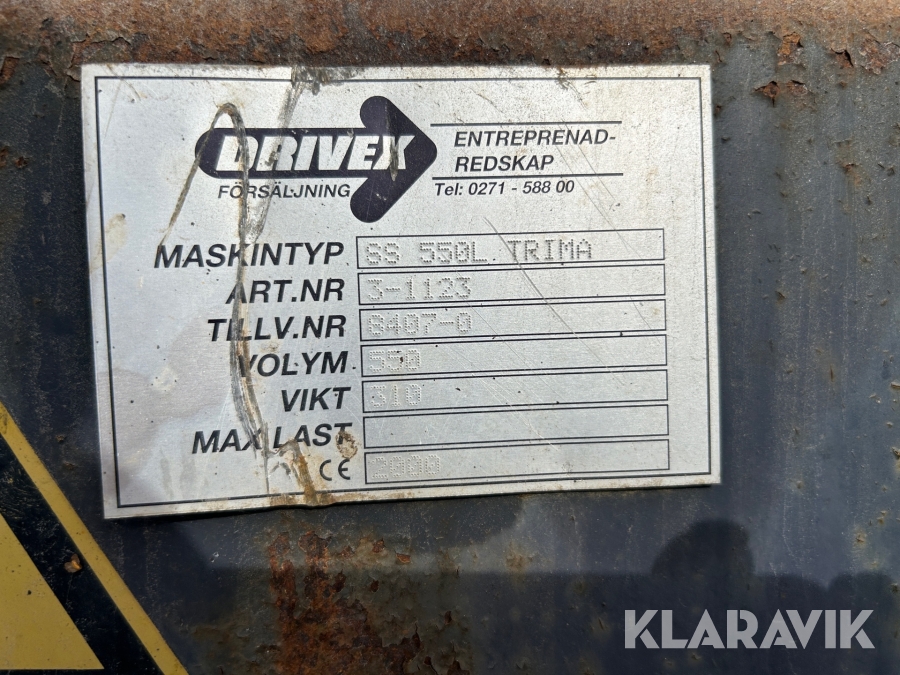 DRIVEX
FÖRSÄLJNING
ENTREPRENAD-
REDSKAP
Tel: 0271 - 588 00
MASKINTYP SS 550L TRIMA
ART.NR 3-1123
TILLV.NR 8407-0
VOLYM 550
VIKT 310
MAX LAST
CE 2000
KLARAVIK